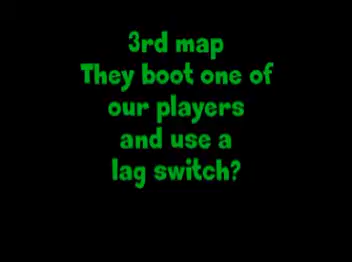 3rd map
They boot one of
our players
and use a
lag switch?